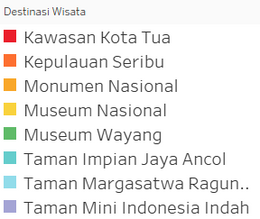 Destinasi Wisata
Kawasan Kota Tua
Kepulauan Seribu
Monumen Nasional
Museum Nasional
Museum Wayang
Taman Impian Jaya Ancol
Taman Margasatwa Ragun..
Taman Mini Indonesia Indah